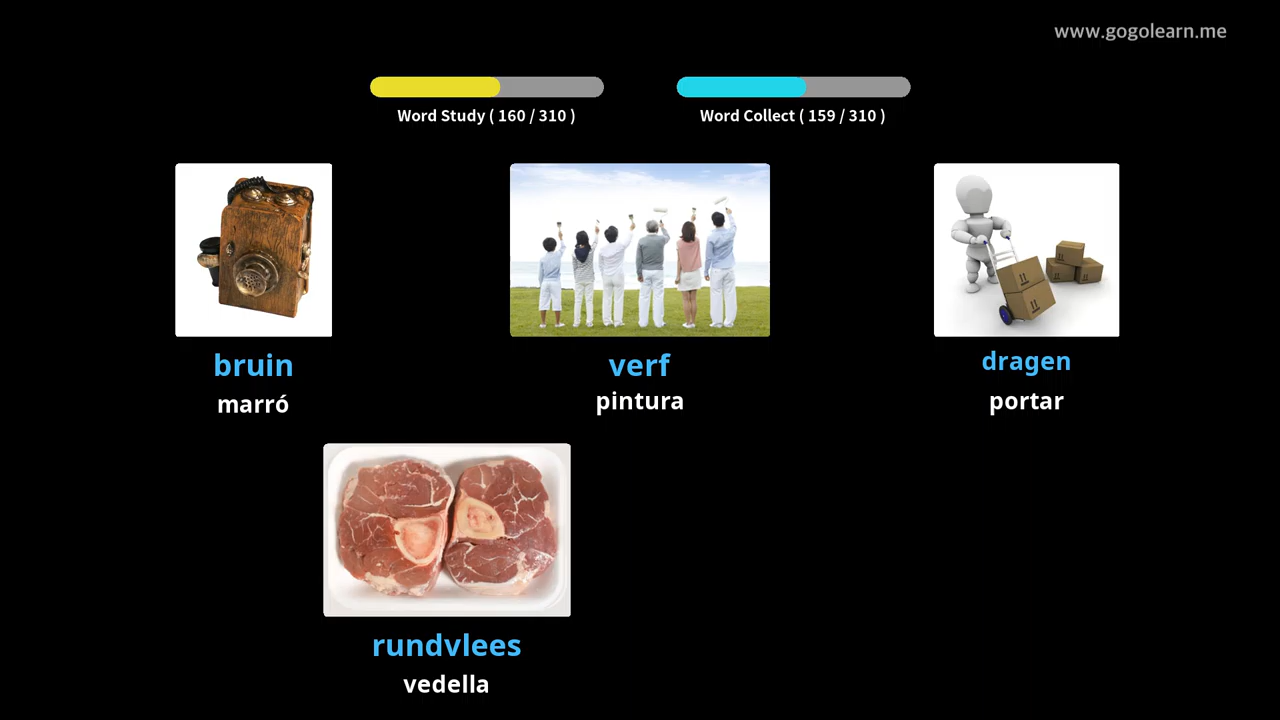 www.gogolearn.me
Word Study ( 160 / 310 )
Word Collect ( 159 / 310 )
bruin
marró
verf
pintura
dragen
portar
rundvlees
vedella